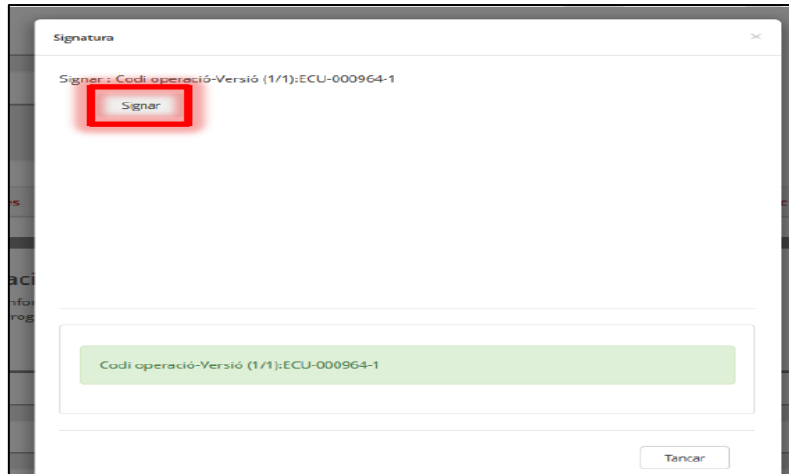 Signatura
×
Signar : Codi operació-Versió (1/1):ECU-000964-1
Signar
Codi operació-Versió (1/1):ECU-000964-1
Tancar